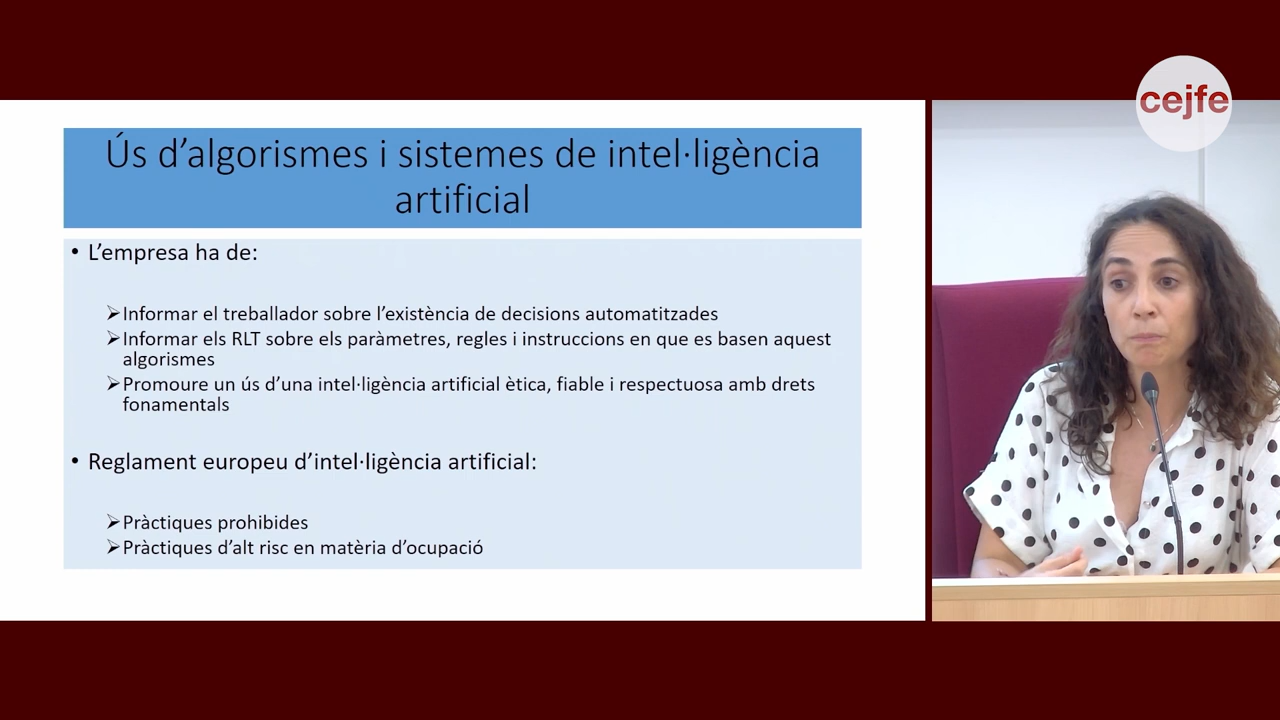 cejfe
Ús d'algorismes i sistemes de intel·ligència
artificial
• L'empresa ha de:
➢Informar el treballador sobre l'existència de decisions automatitzades
➢Informar els RLT sobre els paràmetres, regles i instruccions en que es basen aquest
algorismes
➢Promoure un ús d'una intel·ligència artificial ètica, fiable i respectuosa amb drets
fonamentals
• Reglament europeu d'intel·ligència artificial:
➢Pràctiques prohibides
➢Pràctiques d'alt risc en matèria d'ocupació